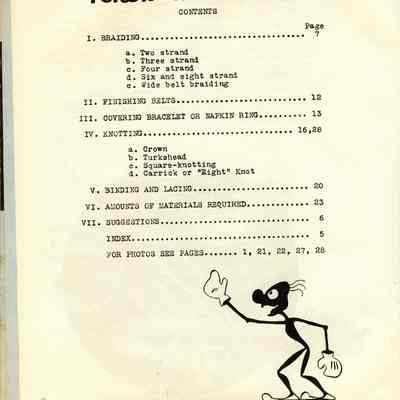 CONTENTS
Page
I. BRAIDING................................ 7
a. Two strand
b. Three strand
c. Four strand
d. Six and eight strand
e. Wide belt braiding
II. FINISHING BELTS......................... 12
III. COVERING BRACELET OR NAPKIN RING......... 13
IV. KNOTTING............................. 16,28
a. Crown
b. Turkshead
c. Square-knotting
d. Carrick or "Eight" Knot
V. BINDING AND LACING..................... 20
VI. AMOUNTS OF MATERIALS REQUIRED............ 23
VII. SUGGESTIONS............................ 6
INDEX.................................. 5
FOR PHOTOS SEE PAGES....... 1, 21, 22, 27, 28